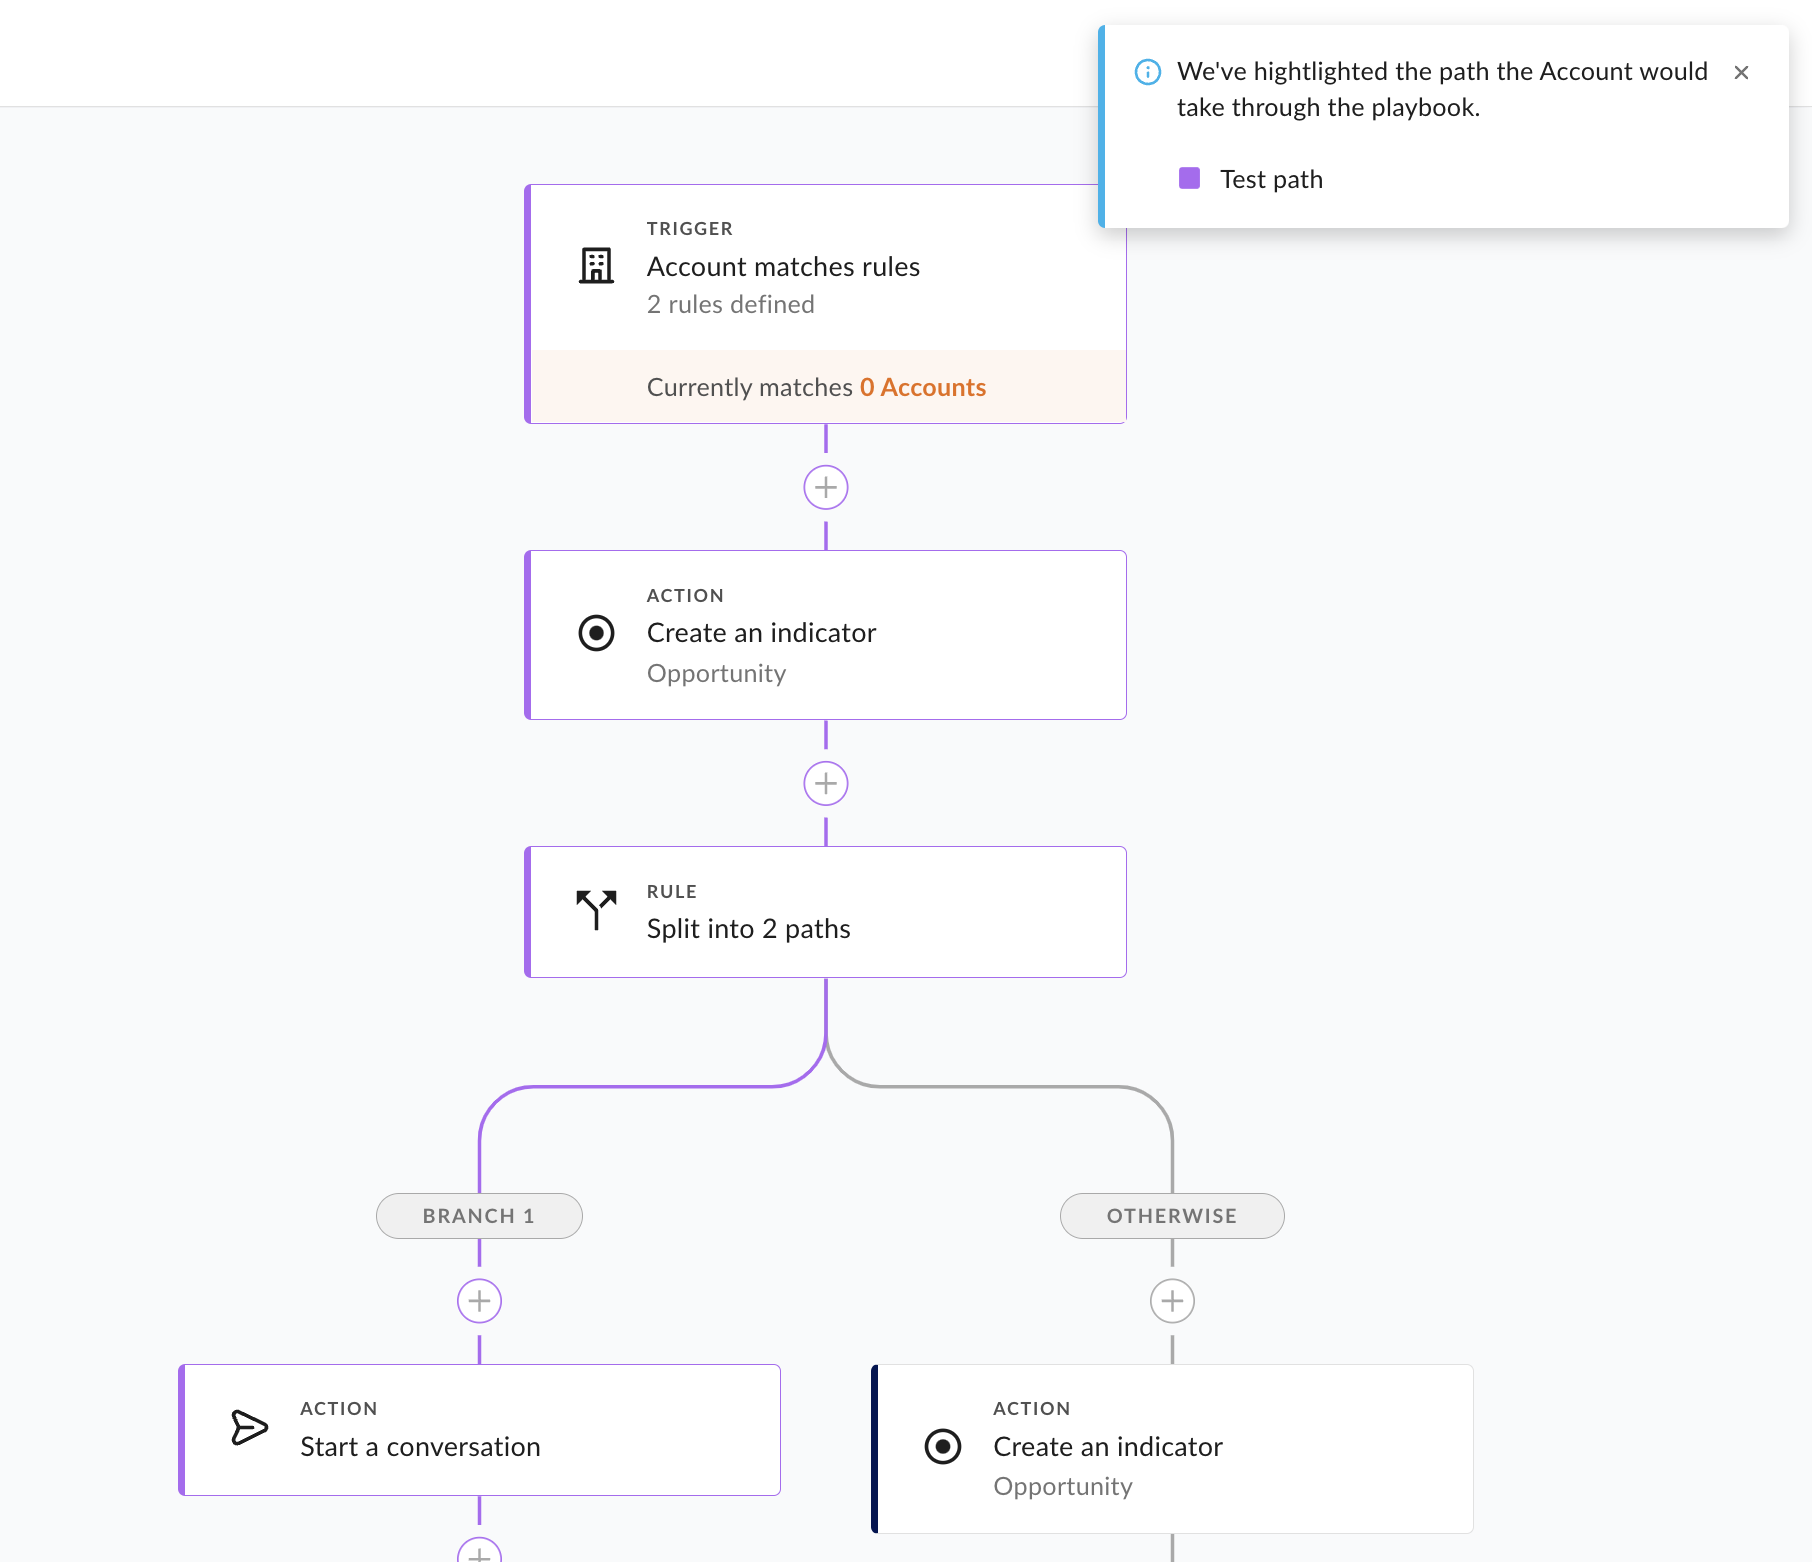 We've hightlighted the path the Account would
take through the playbook.
Test path
TRIGGER
Account matches rules
2 rules defined
Currently matches 0 Accounts
ACTION
Create an indicator
Opportunity
RULE
Split into 2 paths
BRANCH 1
OTHERWISE
ACTION
Start a conversation
ACTION
Create an indicator
Opportunity